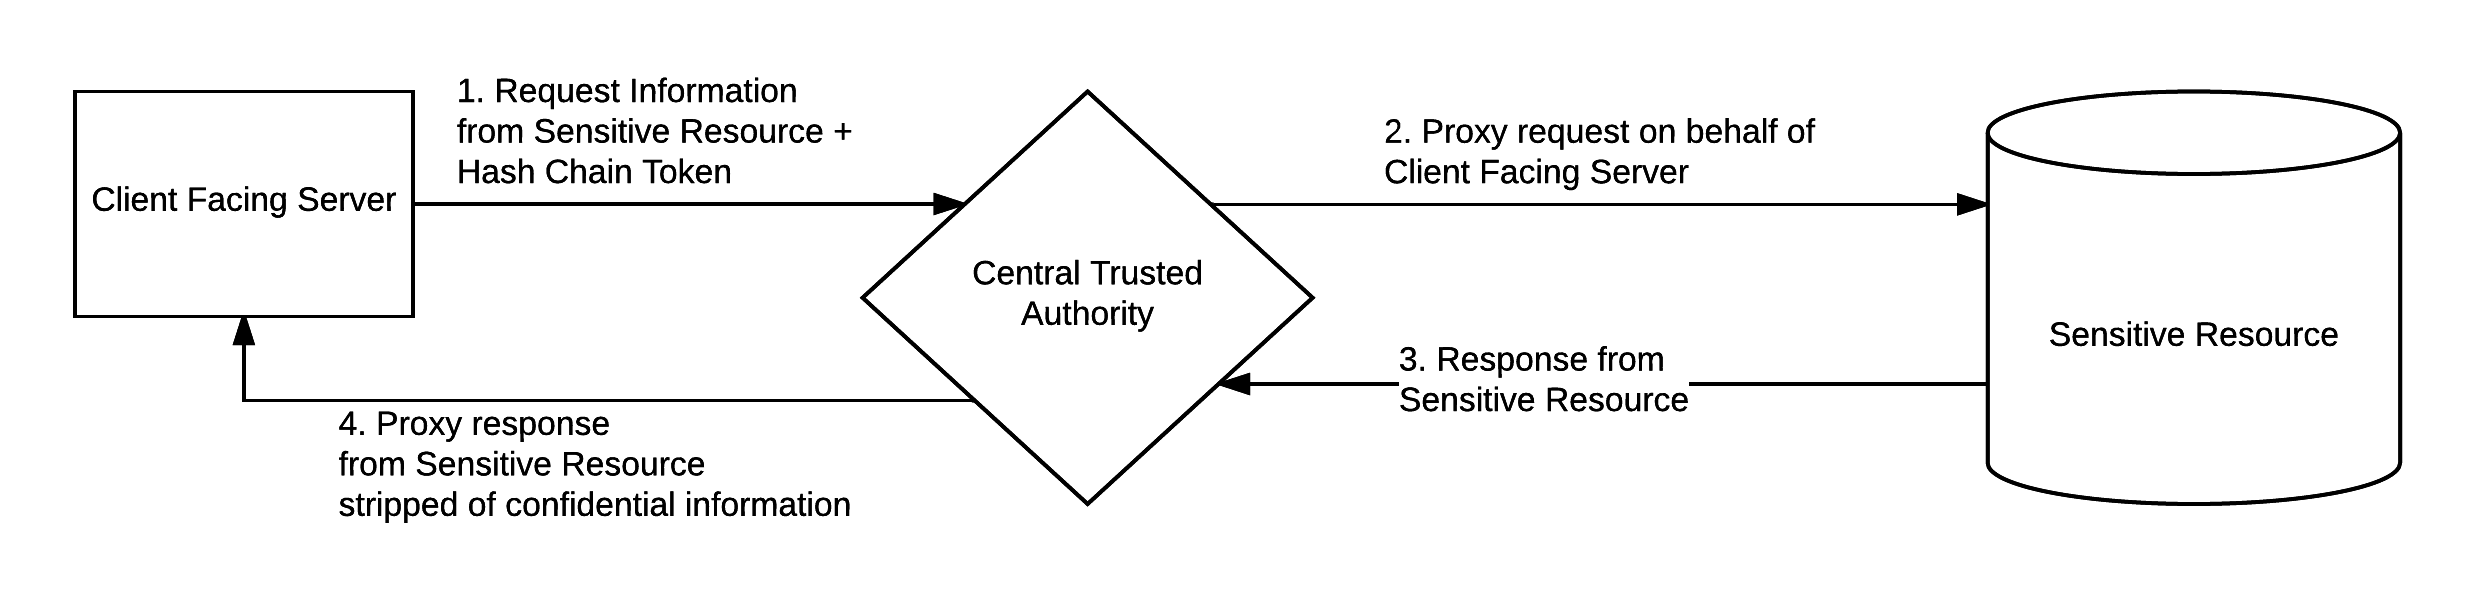 Client Facing Server
1. Request Information
from Sensitive Resource +
Hash Chain Token
Central Trusted
Authority
2. Proxy request on behalf of
Client Facing Server
Sensitive Resource
3. Response from
Sensitive Resource
4. Proxy response
from Sensitive Resource
stripped of confidential information